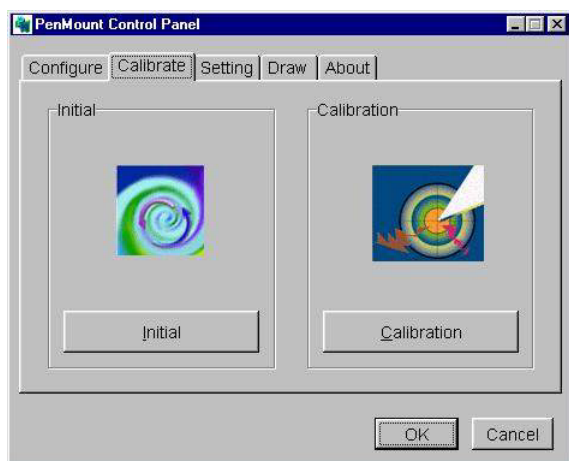 PenMount Control Panel
Configure Calibrate Setting Draw About
Initial Calibration
Initial Calibration
OK Cancel